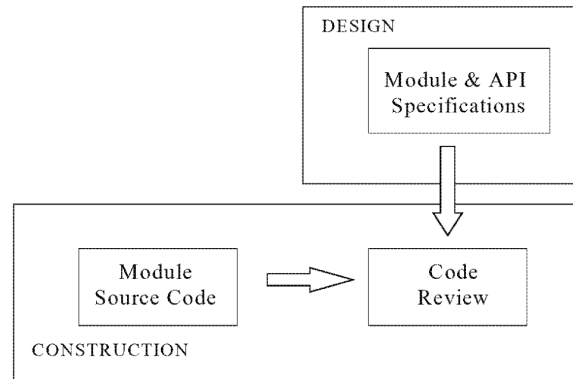 DESIGN
Module & API
Specifications
Module
Source Code
Code
Review
CONSTRUCTION